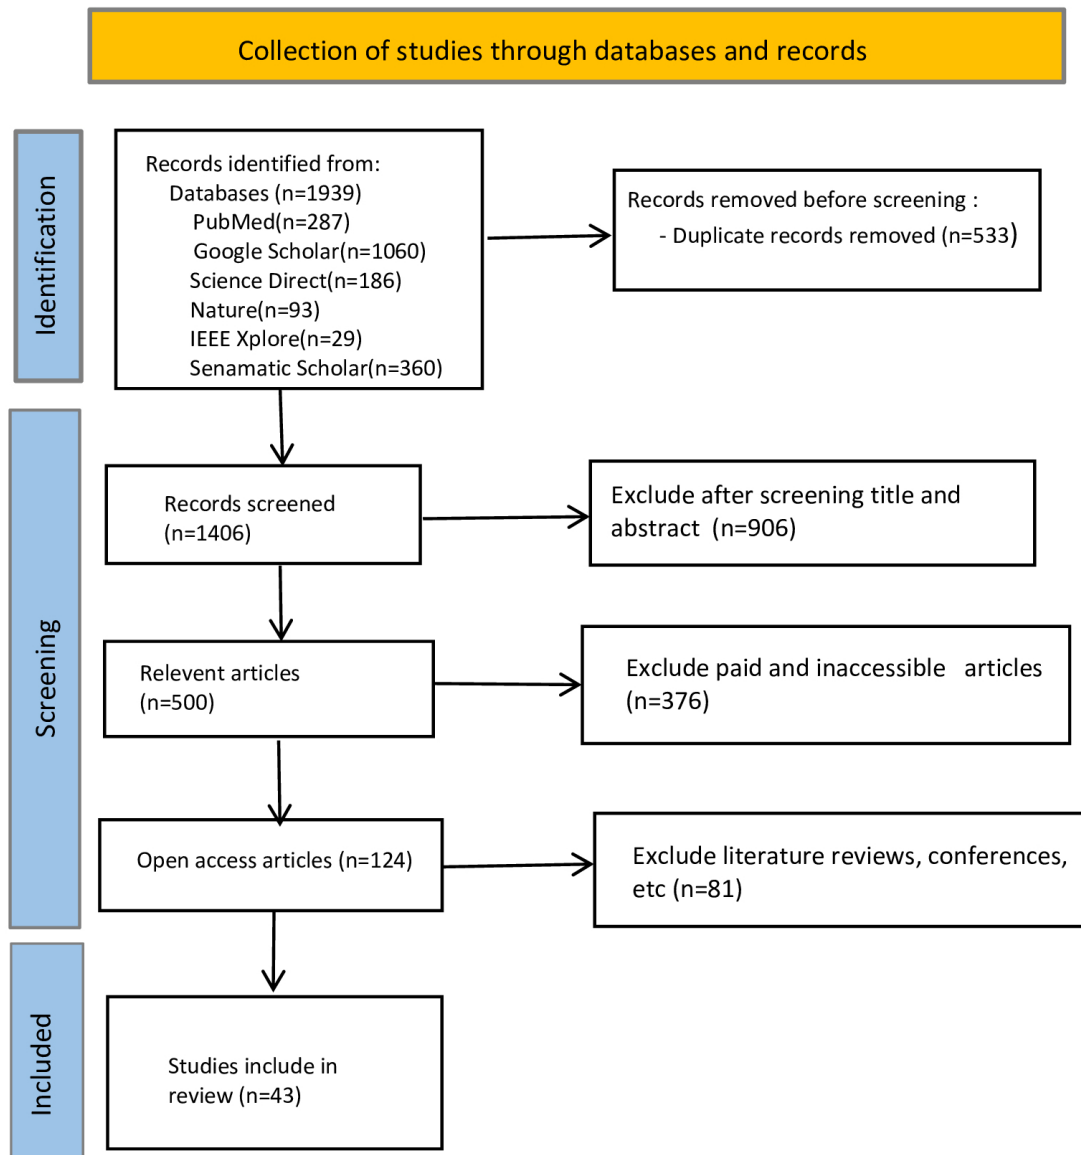 Collection of studies through databases and records
Identification
Records identified from:
Databases (n=1939)
PubMed(n=287)
Google Scholar(n=1060)
Science Direct(n=186)
Nature(n=93)
IEEE Xplore(n=29)
Senamatic Scholar(n=360)
Records removed before screening :
- Duplicate records removed (n=533)
Screening
Records screened
(n=1406)
Exclude after screening title and
abstract (n=906)
Relevent articles
(n=500)
Exclude paid and inaccessible articles
(n=376)
Open access articles (n=124)
Exclude literature reviews, conferences,
etc (n=81)
Included
Studies include in
review (n=43)